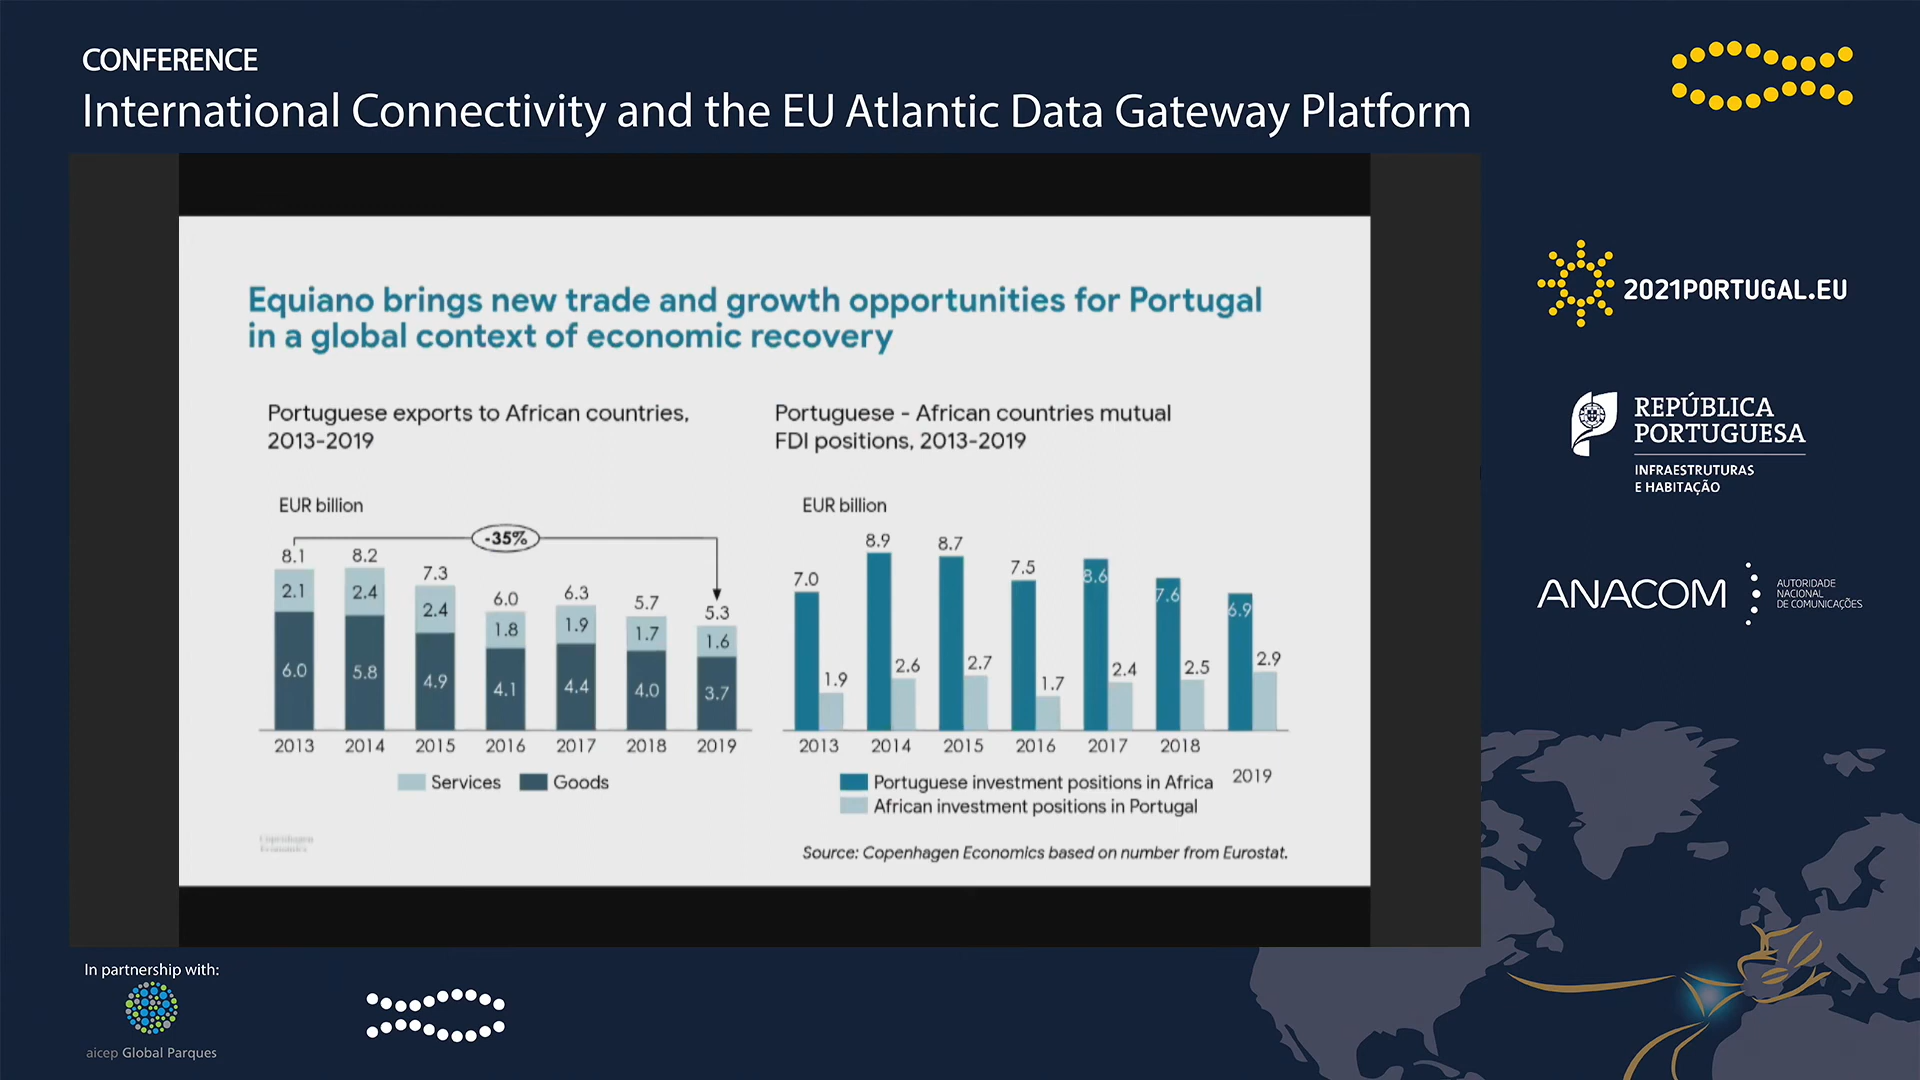 CONFERENCE
International Connectivity and the EU Atlantic Data Gateway Platform
2021PORTUGAL.EU
REPÚBLICA
PORTUGUESA
INFRAESTRUTURAS
E HABITAÇÃO
ANACOM
AUTORIDADE
NACIONAL
DE COMUNICAÇÕES
Equiano brings new trade and growth opportunities for Portugal
in a global context of economic recovery
Portuguese exports to African countries,
2013-2019
EUR billion
-35%
8.1 8.2 7.3 6.0 6.3 5.7 5.3
2.1 2.4 2.4 1.8 1.9 1.7 1.6
6.0 5.8 4.9 4.1 4.4 4.0 3.7
2013 2014 2015 2016 2017 2018 2019
Services Goods
Portuguese - African countries mutual
FDI positions, 2013-2019
EUR billion
7.0 8.9 8.7 7.5 8.6 7.6 6.9
1.9 2.6 2.7 1.7 2.4 2.5 2.9
2013 2014 2015 2016 2017 2018 2019
Portuguese investment positions in Africa
African investment positions in Portugal
Copenhagen
Economics
Source: Copenhagen Economics based on number from Eurostat.
In partnership with:
aicep Global Parques